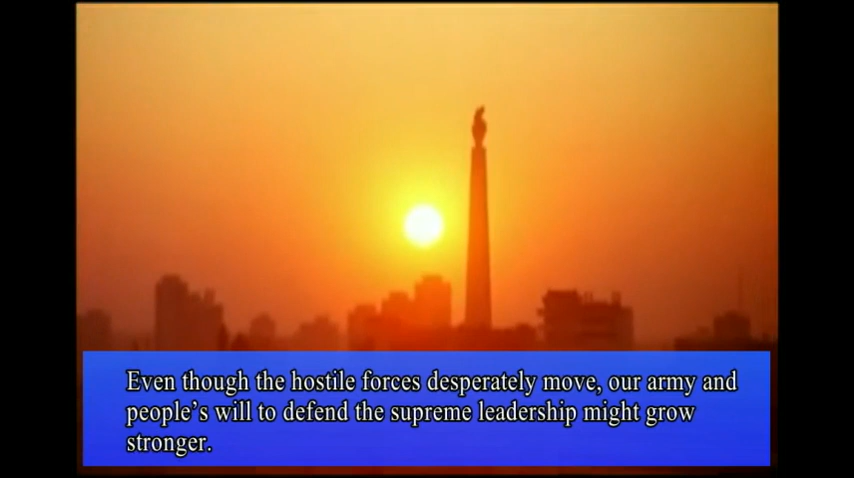 Even though the hostile forces desperately move, our army and
people's will to defend the supreme leadership might grow
stronger.